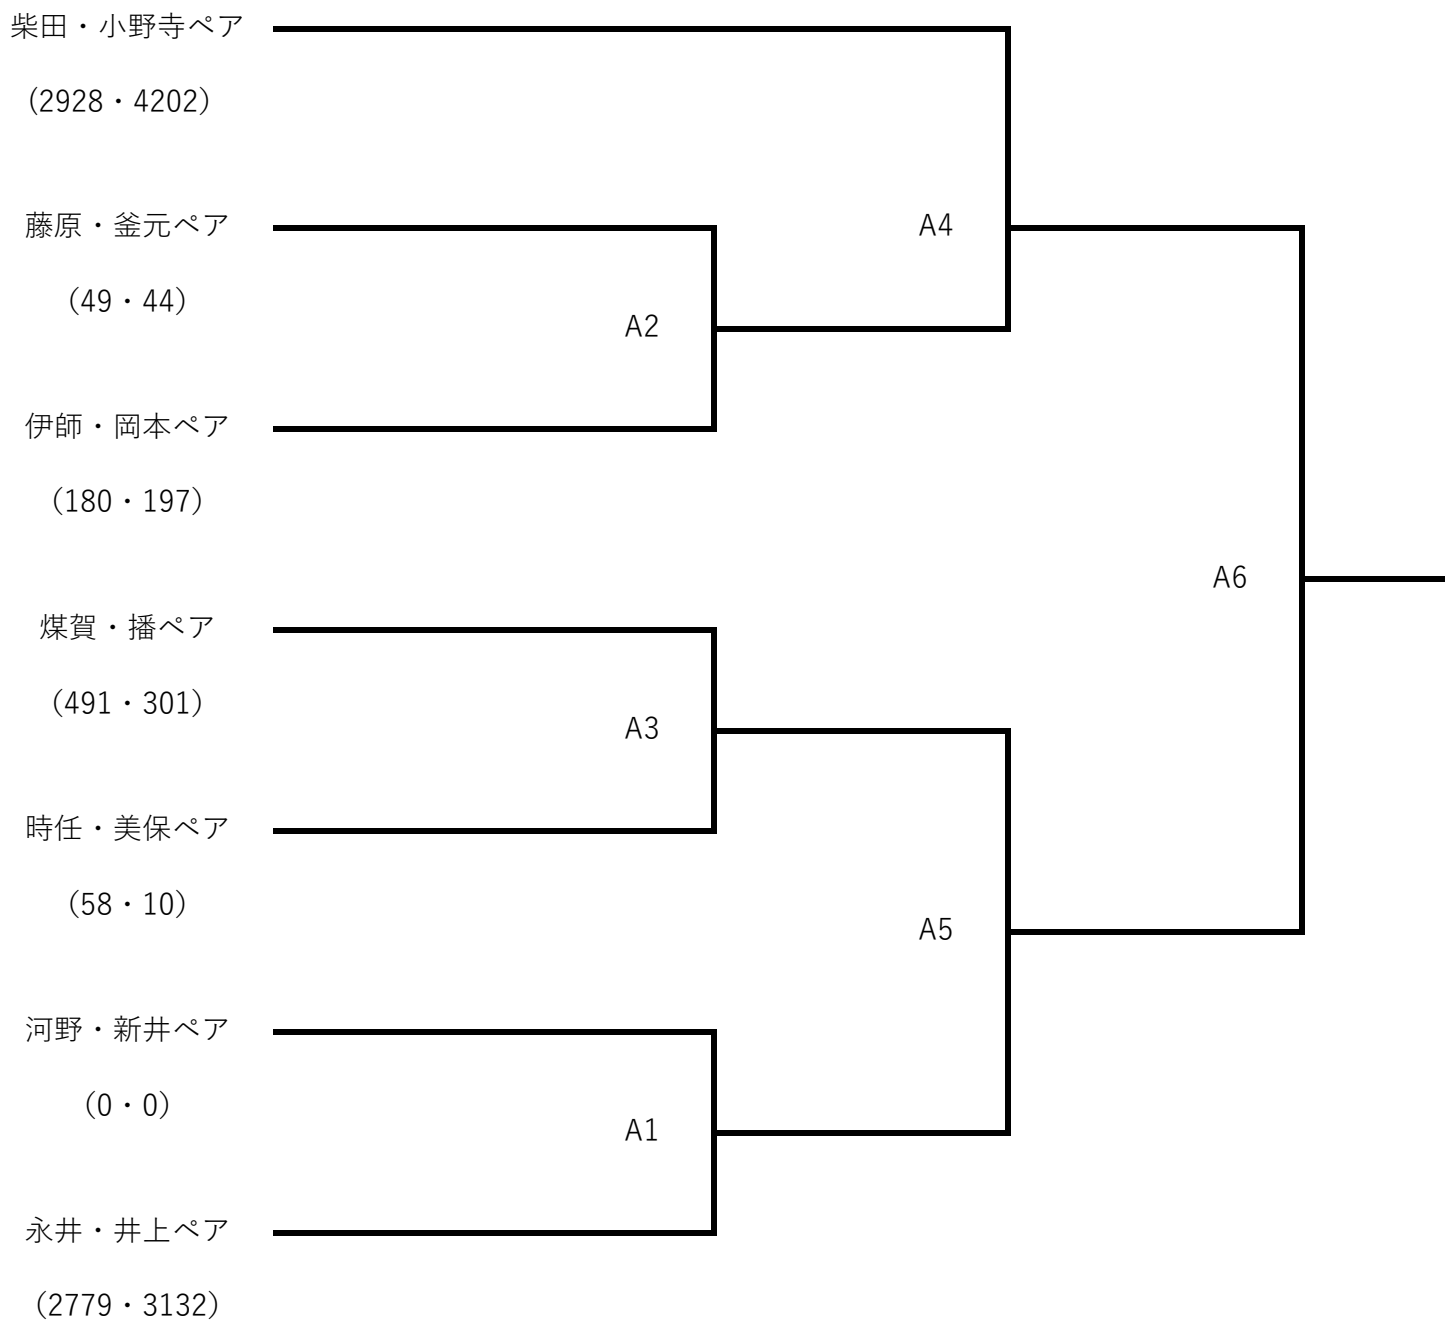 柴田・小野寺ペア
（2928・4202）
藤原・釜元ペア
A4
（49・44）
A2
伊師・岡本ペア
（180・197）
A6
煤賀・播ペア
（491・301）
A3
時任・美保ペア
（58・10）
A5
河野・新井ペア
（0・0）
A1
永井・井上ペア
（2779・3132）